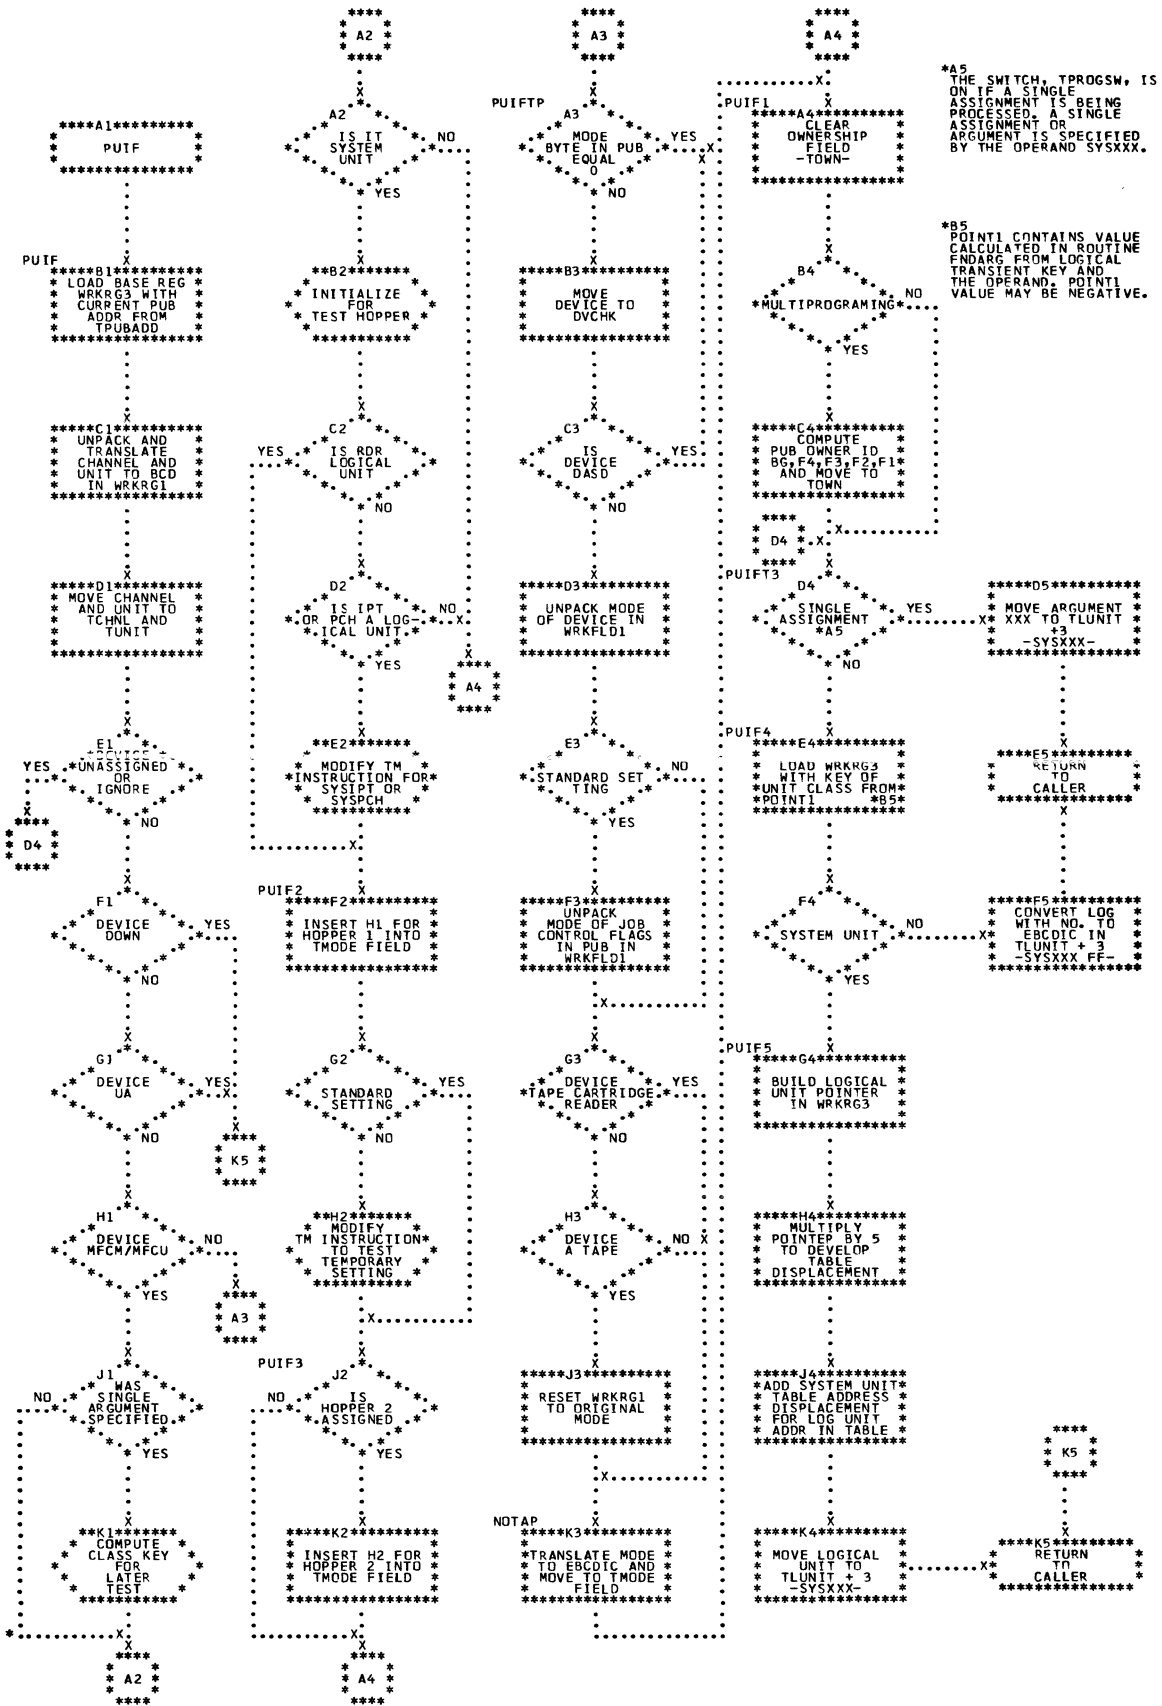 A2
A3
A4
*A5
THE SWITCH, TPROGSW, IS
ON IF A SINGLE
ASSIGNMENT IS BEING
PROCESSED. A SINGLE
ASSIGNMENT OR
ARGUMENT IS SPECIFIED
BY THE OPERAND SYSXXX.
*B5
POINT1 CONTAINS VALUE
CALCULATED IN ROUTINE
FNDARG FROM LOGICAL
TRANSIENT KEY AND
THE OPERAND. POINT1
VALUE MAY BE NEGATIVE.
A1
PUIF
PUIF
B1
LOAD BASE REG
WRKRG3 WITH
CURRENT PUB
ADDR FROM
TPUBADD
C1
UNPACK AND
TRANSLATE
CHANNEL AND
UNIT TO BCD
IN WRKRG1
D1
MOVE CHANNEL
AND UNIT TO
TCHNL AND
TUNIT
E1
UNASSIGNED
OR
IGNORE
YES
NO
D4
F1
DEVICE
DOWN
YES
NO
G1
DEVICE
UA
YES
NO
K5
H1
DEVICE
MFCM/MFCU
NO
YES
A3
J1
WAS
SINGLE
ARGUMENT
SPECIFIED
NO
YES
K1
COMPUTE
CLASS KEY
FOR
LATER
TEST
A2
A2
IS IT
SYSTEM
UNIT
NO
YES
B2
INITIALIZE
FOR
TEST HOPPER
C2
IS RDR
LOGICAL
UNIT
YES
NO
D2
IS IPT
OR PCH A LOG-
ICAL UNIT
NO
YES
A4
E2
MODIFY TM
INSTRUCTION FOR
SYSIPT OR
SYSPCH
PUIF2
F2
INSERT H1 FOR
HOPPER 1 INTO
TMODE FIELD
G2
STANDARD
SETTING
YES
NO
H2
MODIFY
TM INSTRUCTION
TO TEST
TEMPORARY
SETTING
PUIF3
J2
IS
HOPPER 2
ASSIGNED
NO
YES
K2
INSERT H2 FOR
HOPPER 2 INTO
TMODE FIELD
A4
PUIFTP
A3
MODE
BYTE IN PUB
EQUAL
0
YES
NO
B3
MOVE
DEVICE TO
DVCHK
C3
IS
DEVICE
DASD
YES
NO
D3
UNPACK MODE
OF DEVICE IN
WRKFLD1
E3
STANDARD SET
TING
NO
YES
F3
UNPACK
MODE OF JOB
CONTROL FLAGS
IN PUB IN
WRKFLD1
G3
DEVICE
TAPE CARTRIDGE
READER
YES
NO
H3
DEVICE
A TAPE
NO
YES
J3
RESET WRKRG1
TO ORIGINAL
MODE
NOTAP
K3
TRANSLATE MODE
TO EBCDIC AND
MOVE TO TMODE
FIELD
PUIF1
A4
CLEAR
OWNERSHIP
FIELD
-TOWN-
B4
MULTIPROGRAMING
NO
YES
C4
COMPUTE
PUB OWNER ID
BG,F4,F3,F2,F1
AND MOVE TO
TOWN
D4
PUIFT3
D4
SINGLE
ASSIGNMENT
*A5
YES
NO
D5
MOVE ARGUMENT
XXX TO TLUNIT
+3
-SYSXXX-
PUIF4
E4
LOAD WRKRG3
WITH KEY OF
UNIT CLASS FROM
POINT1 *B5
E5
RETURN
TO
CALLER
F4
SYSTEM UNIT
NO
YES
F5
CONVERT LOG
WITH NO. TO
EBCDIC IN
TLUNIT + 3
-SYSXXX FF-
PUIF5
G4
BUILD LOGICAL
UNIT POINTER
IN WRKRG3
H4
MULTIPLY
POINTEP BY 5
TO DEVELOP
TABLE
DISPLACEMENT
J4
ADD SYSTEM UNIT
TABLE ADDRESS
DISPLACEMENT
FOR LOG UNIT
ADDR IN TABLE
K4
MOVE LOGICAL
UNIT TO
TLUNIT + 3
-SYSXXX-
K5
K5
RETURN
TO
CALLER